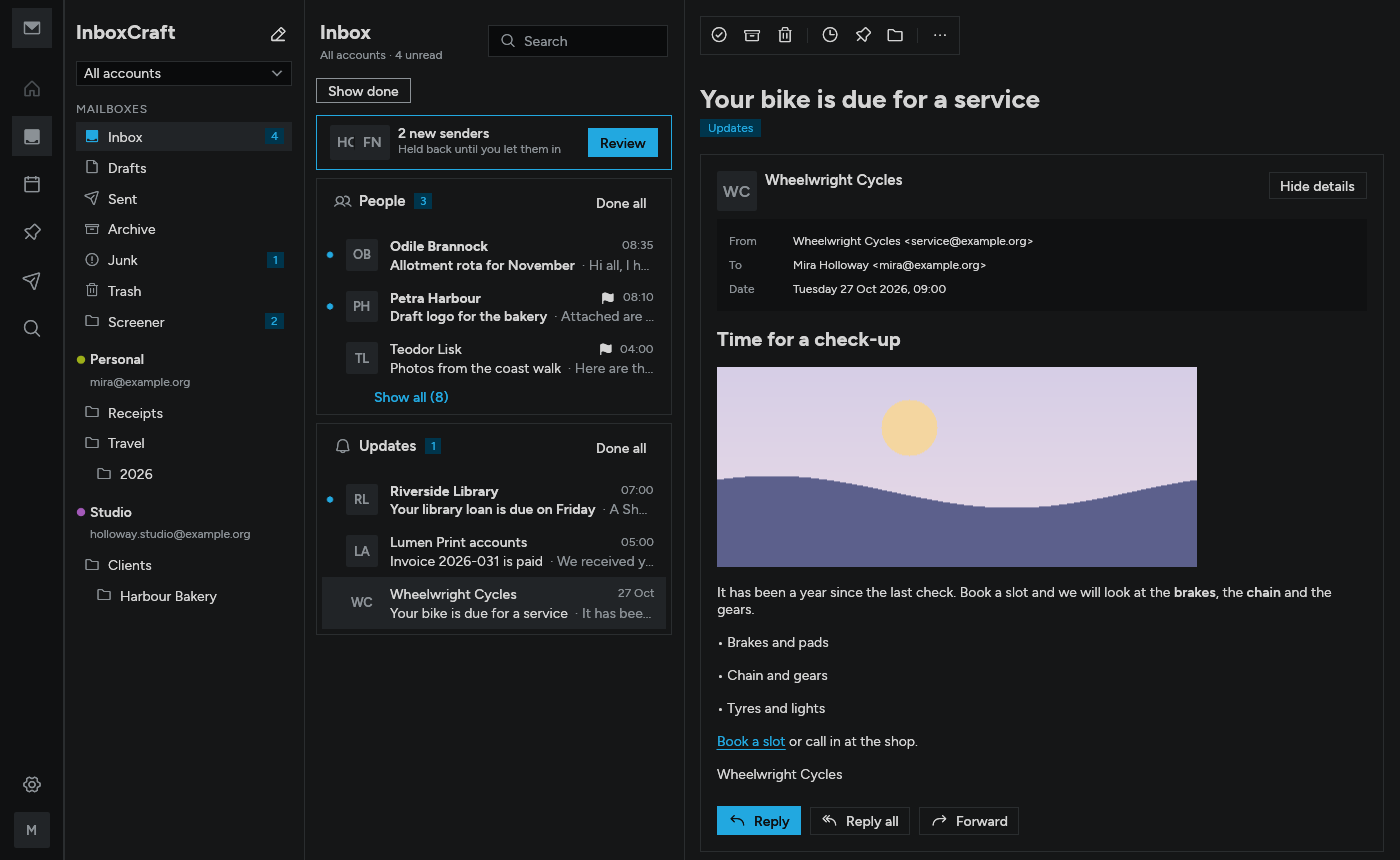 InboxCraft
All accounts
MAILBOXES
Inbox 4
Drafts
Sent
Archive
Junk 1
Trash
Screener 2
Personal
mira@example.org
Receipts
Travel
2026
Studio
holloway.studio@example.org
Clients
Harbour Bakery
M
Inbox
All accounts · 4 unread
Search
Show done
HC FN
2 new senders
Held back until you let them in
Review
People 3
Done all
OB
Odile Brannock 08:35
Allotment rota for November · Hi all, I h…
PH
Petra Harbour 08:10
Draft logo for the bakery · Attached are …
TL
Teodor Lisk 04:00
Photos from the coast walk · Here are th…
Show all (8)
Updates 1
Done all
RL
Riverside Library 07:00
Your library loan is due on Friday · A Sh…
LA
Lumen Print accounts 05:00
Invoice 2026-031 is paid · We received y…
WC
Wheelwright Cycles 27 Oct
Your bike is due for a service · It has bee…
Your bike is due for a service
Updates
WC
Wheelwright Cycles
Hide details
From Wheelwright Cycles <service@example.org>
To Mira Holloway <mira@example.org>
Date Tuesday 27 Oct 2026, 09:00
Time for a check-up
It has been a year since the last check. Book a slot and we will look at the brakes, the chain and the
gears.
• Brakes and pads
• Chain and gears
• Tyres and lights
Book a slot or call in at the shop.
Wheelwright Cycles
Reply
Reply all
Forward